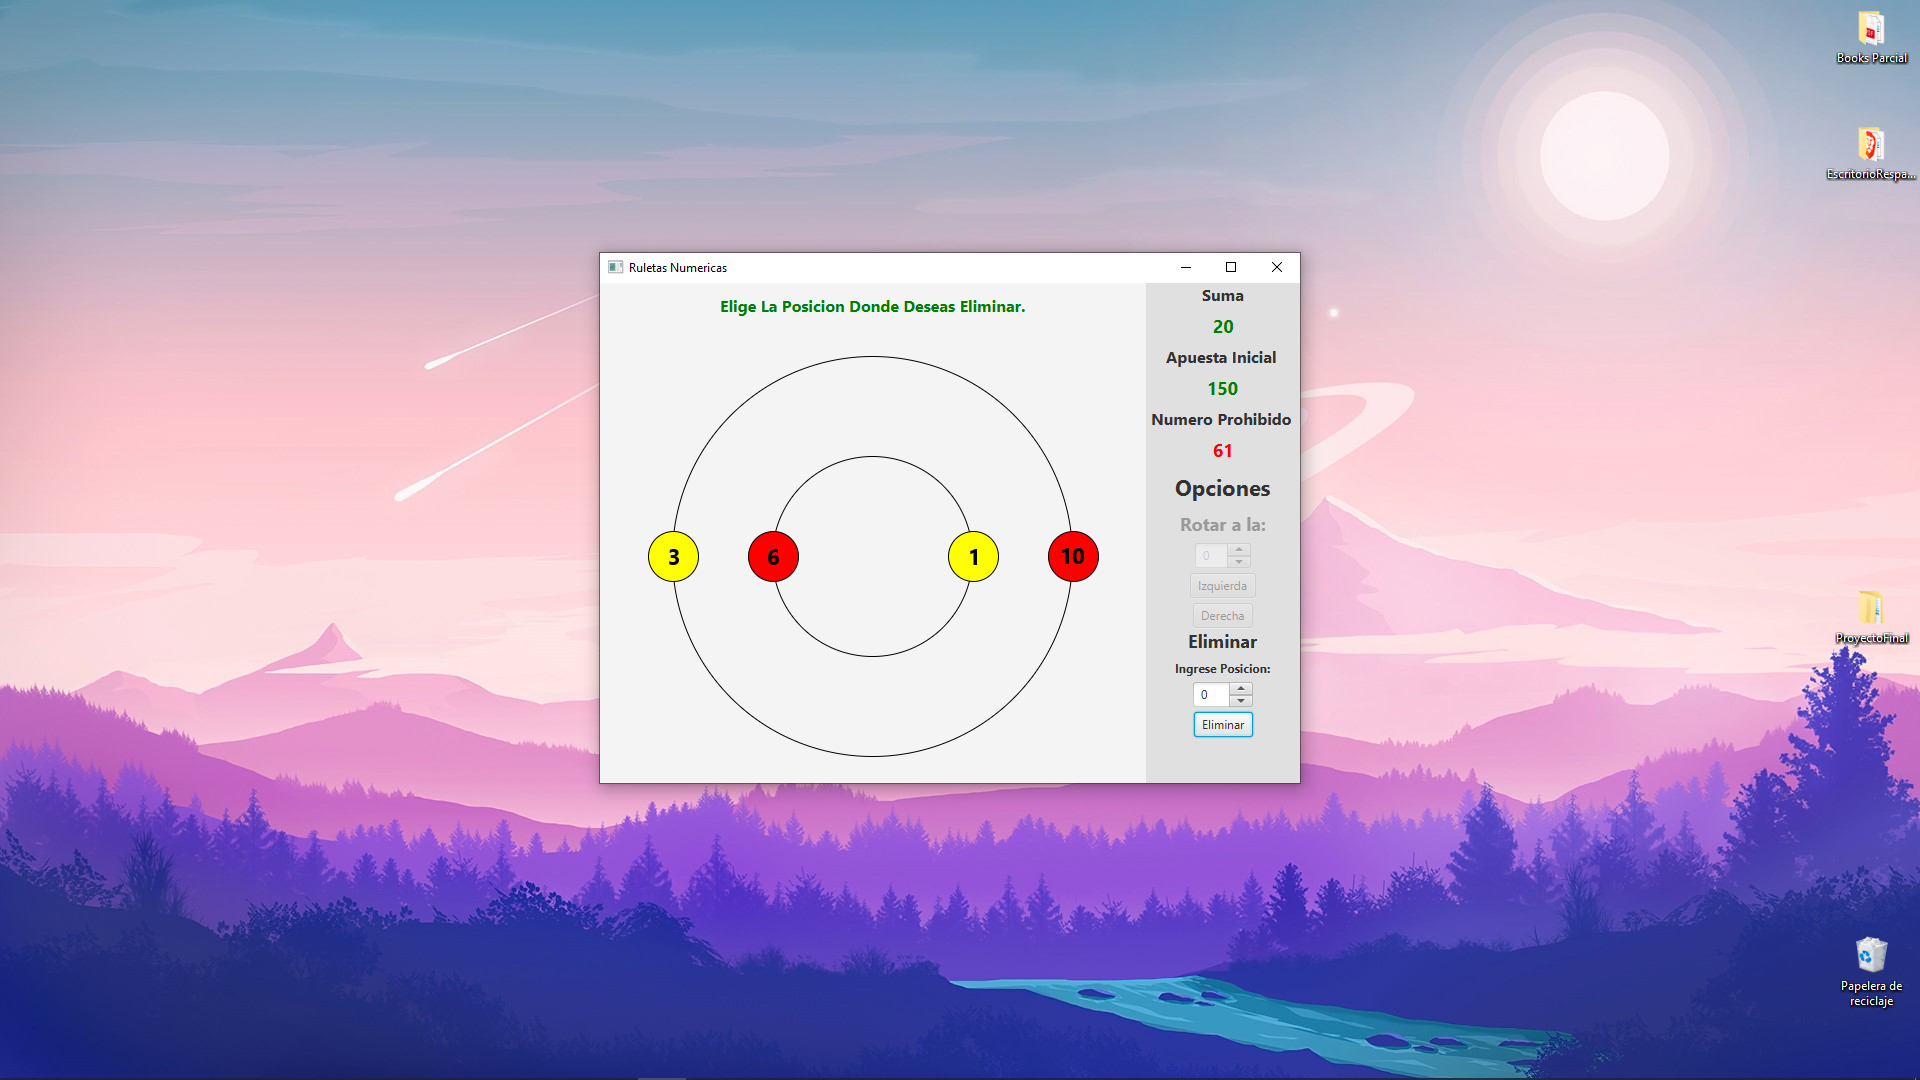 Ruletas Numericas
Elige La Posicion Donde Deseas Eliminar.
3
6
1
10
Suma
20
Apuesta Inicial
150
Numero Prohibido
61
Opciones
Rotar a la:
0
Izquierda
Derecha
Eliminar
Ingrese Posicion:
0
Eliminar
Books Parcial
EscritorioRespa...
ProyectoFinal
Papelera de
reciclaje